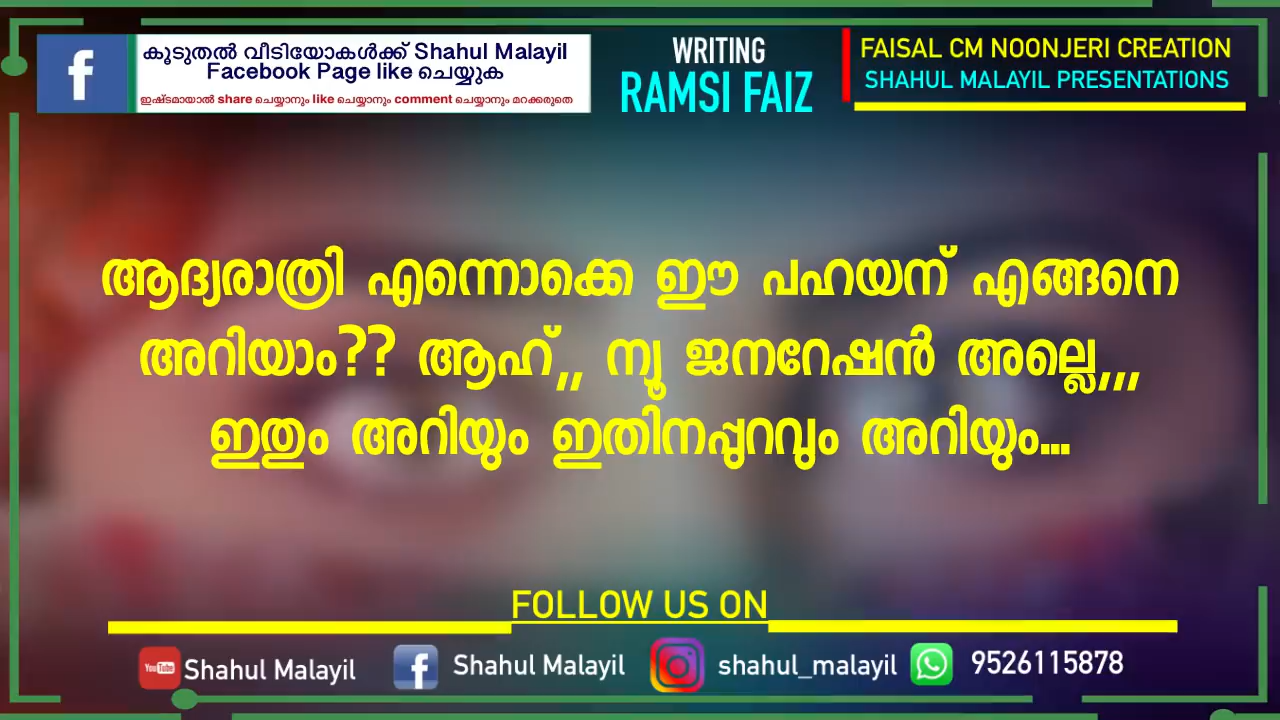 കൂടുതൽ വീടിയോകൾക്ക് Shahul Malayil
Facebook Page like ചെയ്യുക
ഇഷ്ടമായാൽ share ചെയ്യാനും like ചെയ്യാനും comment ചെയ്യാനും മറക്കരുതെ
WRITING
RAMSI FAIZ
FAISAL CM NOONJERI CREATION
SHAHUL MALAYIL PRESENTATIONS
ആദ്യരാത്രി എന്നൊക്കെ ഈ പഹയന് എങ്ങനെ
അറിയാം?? ആഹ്,, ന്യൂ ജനറേഷൻ അല്ലെ,,,
ഇതും അറിയും ഇതിനപ്പുറവും അറിയും...
FOLLOW US ON
YouTube Shahul Malayil
Shahul Malayil
shahul_malayil
9526115878